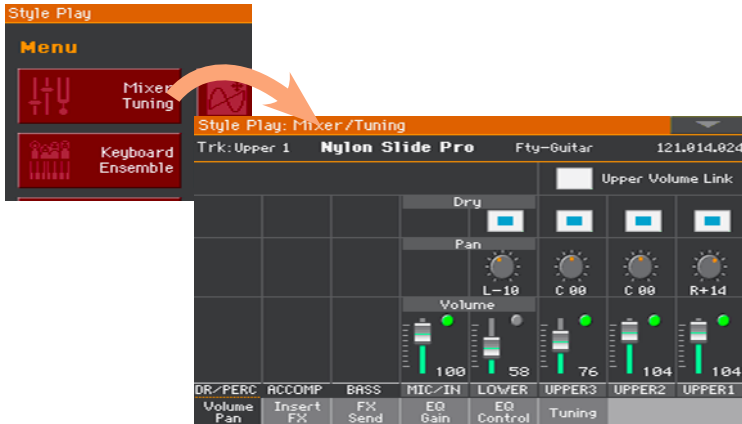 Style Play
Menu
Mixer
Tuning
Keyboard
Ensemble
Style Play: Mixer/Tuning
Trk:Upper 1 Nylon Slide Pro Fty-Guitar 121.014.024
Upper Volume Link
Dry
Pan
L-10 C 00 C 00 R+14
Volume
100 58 76 104 104
DR/PERC ACCOMP BASS MIC/IN LOWER UPPER3 UPPER2 UPPER1
Volume Pan Insert FX FX Send EQ Gain EQ Control Tuning